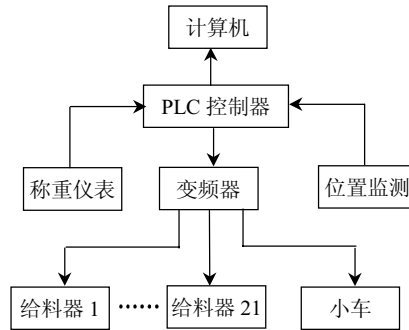 计算机
PLC 控制器
称重仪表
变频器
位置监测
给料器 1
……
给料器 21
小车